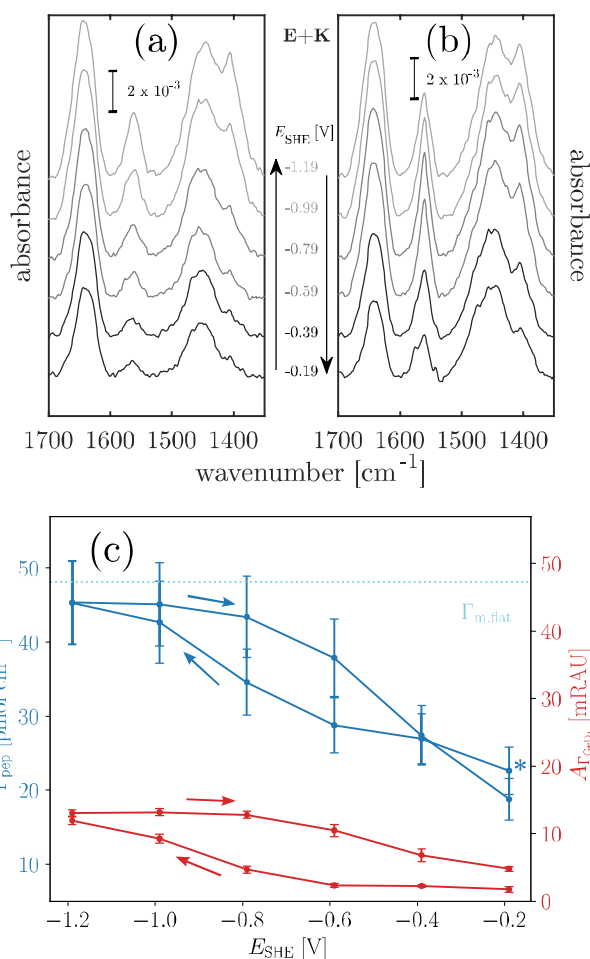 (a) E+K (b)
2 x 10⁻³
2 x 10⁻³
E_SHE [V]
-1.19
-0.99
-0.79
-0.59
-0.39
-0.19
absorbance
absorbance
1700 1600 1500 1400
1700 1600 1500 1400
wavenumber [cm⁻¹]
(c)
50
40
30
20
10
50
40
30
20
10
0
Γ_m,flat
*
[mRAU]
−1.2 −1.0 −0.8 −0.6 −0.4 −0.2
E_SHE [V]